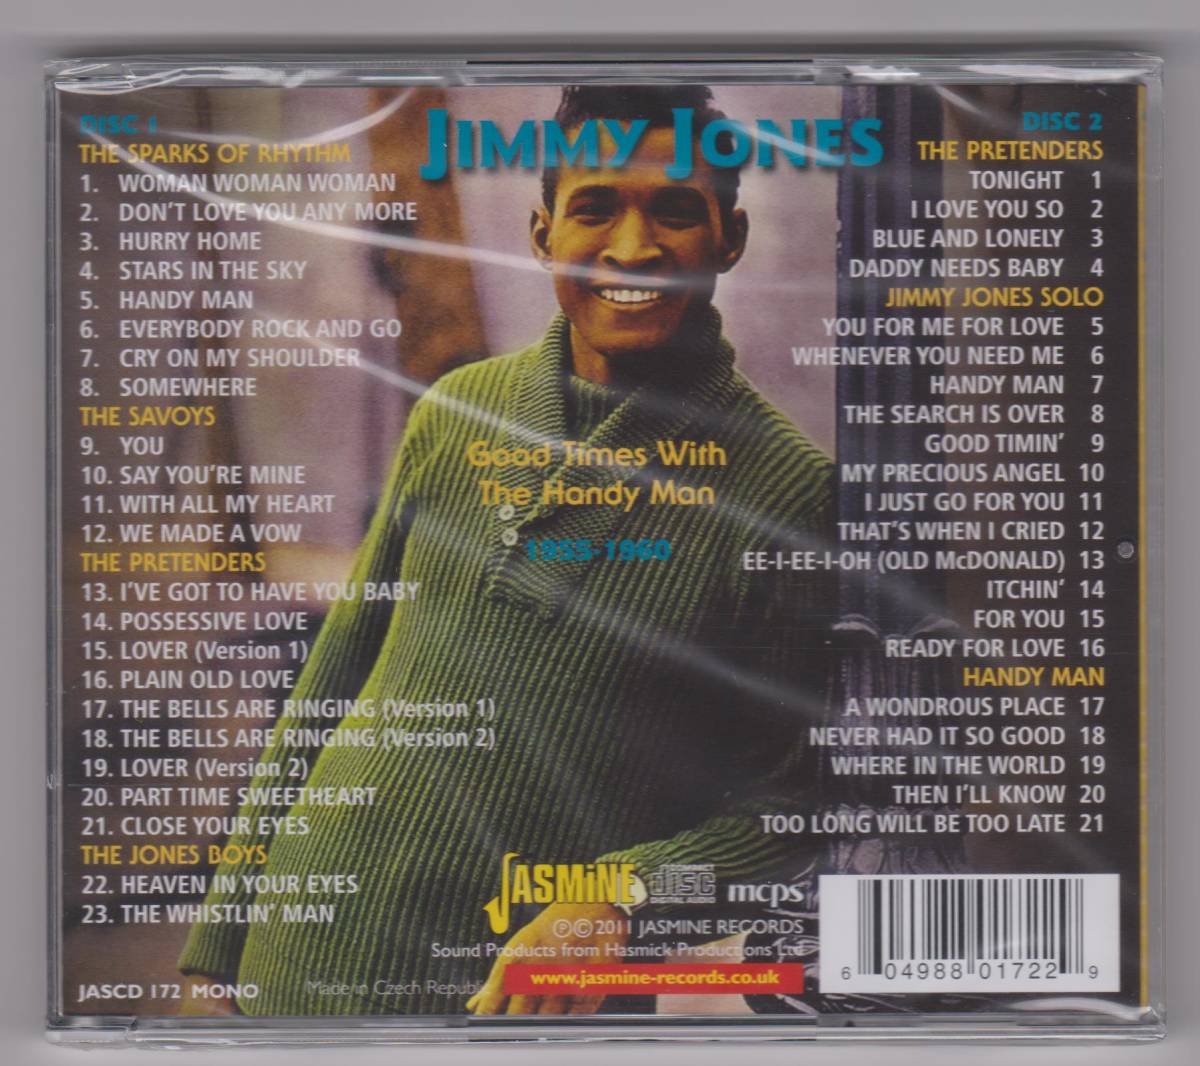 JIMMY JONES
DISC 1
THE SPARKS OF RHYTHM
1. WOMAN WOMAN WOMAN
2. DON'T LOVE YOU ANY MORE
3. HURRY HOME
4. STARS IN THE SKY
5. HANDY MAN
6. EVERYBODY ROCK AND GO
7. CRY ON MY SHOULDER
8. SOMEWHERE
THE SAVOYS
9. YOU
10. SAY YOU'RE MINE
11. WITH ALL MY HEART
12. WE MADE A VOW
THE PRETENDERS
13. I'VE GOT TO HAVE YOU BABY
14. POSSESSIVE LOVE
15. LOVER (Version 1)
16. PLAIN OLD LOVE
17. THE BELLS ARE RINGING (Version 1)
18. THE BELLS ARE RINGING (Version 2)
19. LOVER (Version 2)
20. PART TIME SWEETHEART
21. CLOSE YOUR EYES
THE JONES BOYS
22. HEAVEN IN YOUR EYES
23. THE WHISTLIN' MAN
JASCD 172 MONO
Good Times With
The Handy Man
1955-1960
DISC 2
THE PRETENDERS
TONIGHT 1
I LOVE YOU SO 2
BLUE AND LONELY 3
DADDY NEEDS BABY 4
JIMMY JONES SOLO
YOU FOR ME FOR LOVE 5
WHENEVER YOU NEED ME 6
HANDY MAN 7
THE SEARCH IS OVER 8
GOOD TIMIN' 9
MY PRECIOUS ANGEL 10
I JUST GO FOR YOU 11
THAT'S WHEN I CRIED 12
EE-I-EE-I-OH (OLD McDONALD) 13
ITCHIN' 14
FOR YOU 15
READY FOR LOVE 16
HANDY MAN
A WONDROUS PLACE 17
NEVER HAD IT SO GOOD 18
WHERE IN THE WORLD 19
THEN I'LL KNOW 20
TOO LONG WILL BE TOO LATE 21
JASMiNE
COMPACT
disc
DIGITAL AUDIO
mcps
℗©2011 JASMINE RECORDS
Sound Products from Hasmick Productions Ltd
www.jasmine-records.co.uk
Made in Czech Republic
6 04988 01722 9